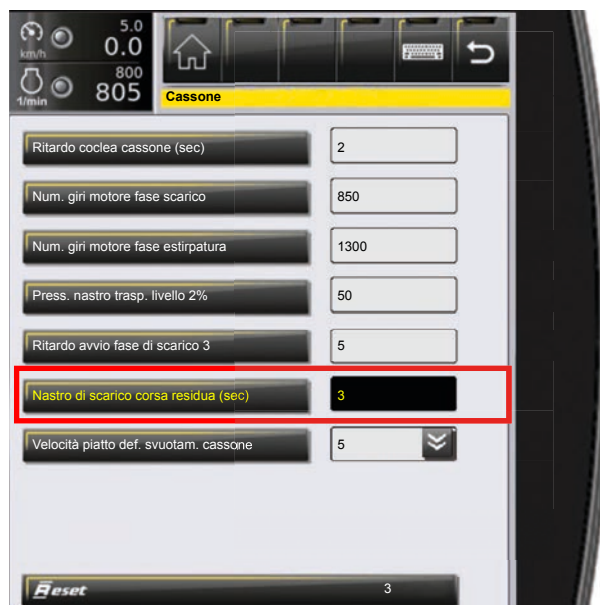 km/h
5.0
0.0
1/min
800
805
Cassone
Ritardo coclea cassone (sec)
2
Num. giri motore fase scarico
850
Num. giri motore fase estirpatura
1300
Press. nastro trasp. livello 2%
50
Ritardo avvio fase di scarico 3
5
Nastro di scarico corsa residua (sec)
3
Velocità piatto def. svuotam. cassone
5
Reset
3